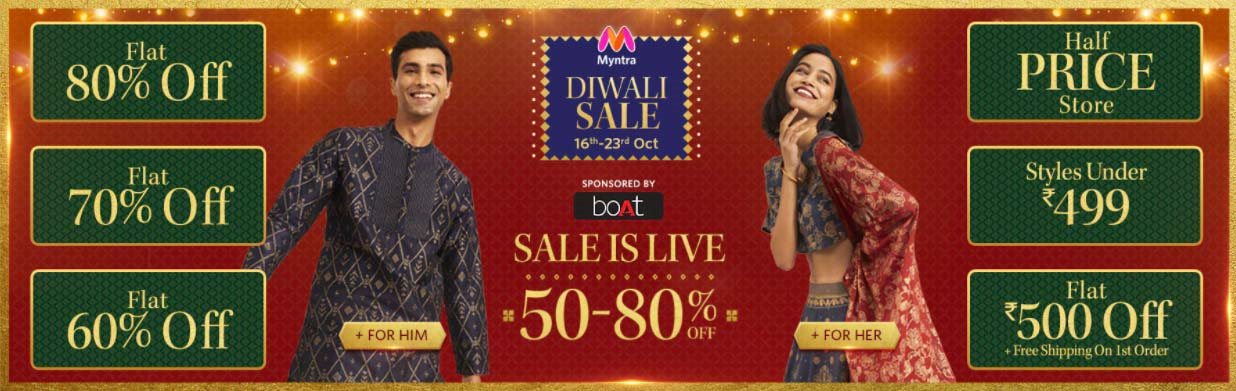 Flat
80% Off
Flat
70% Off
Flat
60% Off
+ FOR HIM
Myntra
DIWALI
SALE
16th-23rd Oct
SPONSORED BY
boAt
SALE IS LIVE
50-80% OFF
+ FOR HER
Half
PRICE
Store
Styles Under
₹499
Flat
₹500 Off
+ Free Shipping On 1st Order